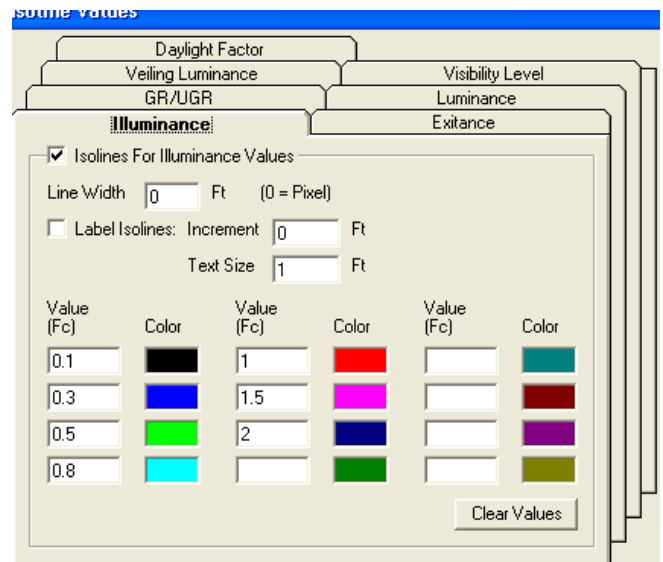 Isoline Values
Daylight Factor
Veiling Luminance Visibility Level
GR/UGR Luminance
Illuminance Exitance
Isolines For Illuminance Values
Line Width 0 Ft (0 = Pixel)
Label Isolines: Increment 0 Ft
Text Size 1 Ft
Value Value Value
(Fc) Color (Fc) Color (Fc) Color
0.1 1
0.3 1.5
0.5 2
0.8
Clear Values